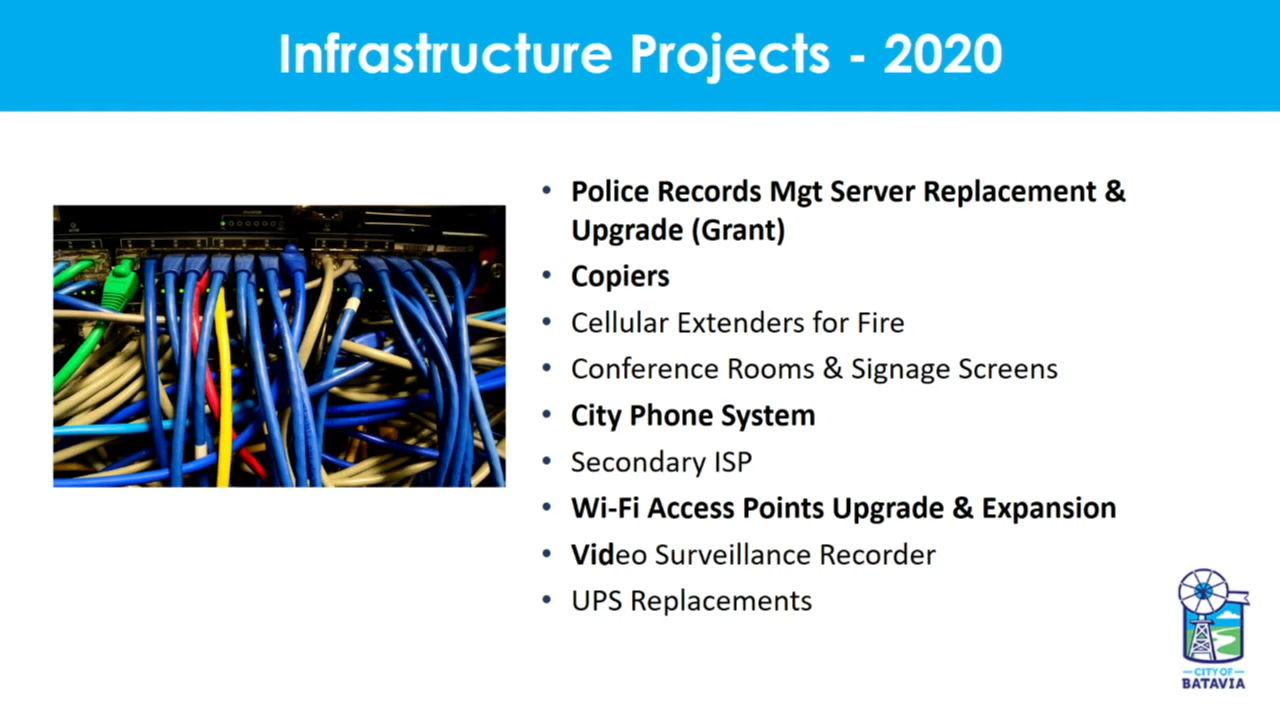 Infrastructure Projects - 2020
• Police Records Mgt Server Replacement &
Upgrade (Grant)
• Copiers
• Cellular Extenders for Fire
• Conference Rooms & Signage Screens
• City Phone System
• Secondary ISP
• Wi-Fi Access Points Upgrade & Expansion
• Video Surveillance Recorder
• UPS Replacements
CITY OF
BATAVIA